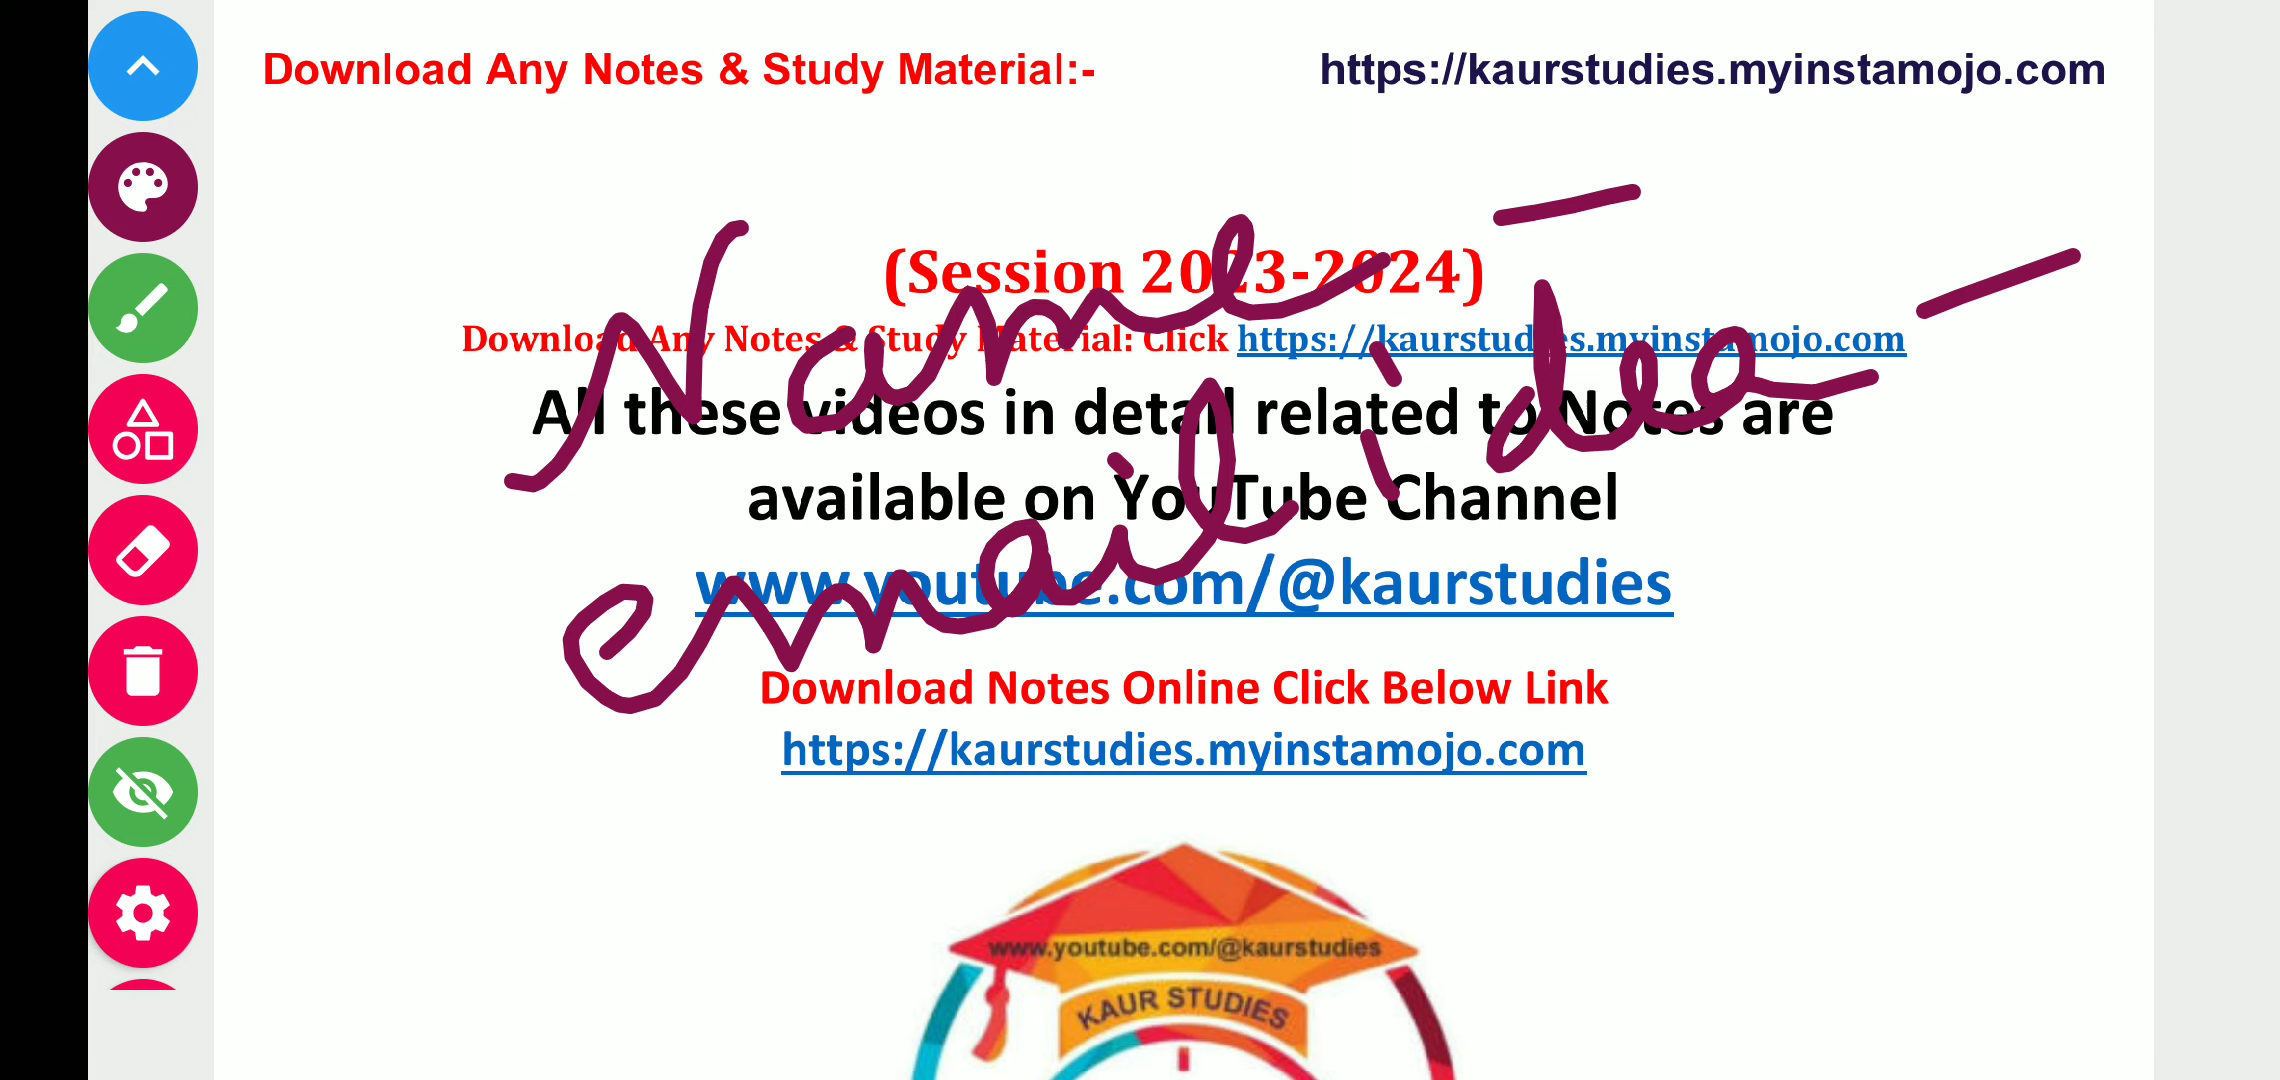 Download Any Notes & Study Material:- https://kaurstudies.myinstamojo.com
Name -
(Session 2023-2024)
Download Any Notes & Study Material: Click https://kaurstudies.myinstamojo.com
All these videos in detail related to Notes are
available on YouTube Channel
email idea -
www.youtube.com/@kaurstudies
Download Notes Online Click Below Link
https://kaurstudies.myinstamojo.com
www.youtube.com/@kaurstudies
KAUR STUDIES